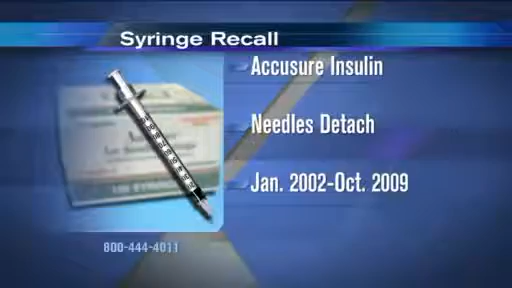 Syringe Recall
Accusure Insulin
Needles Detach
Jan. 2002-Oct. 2009
800-444-4011